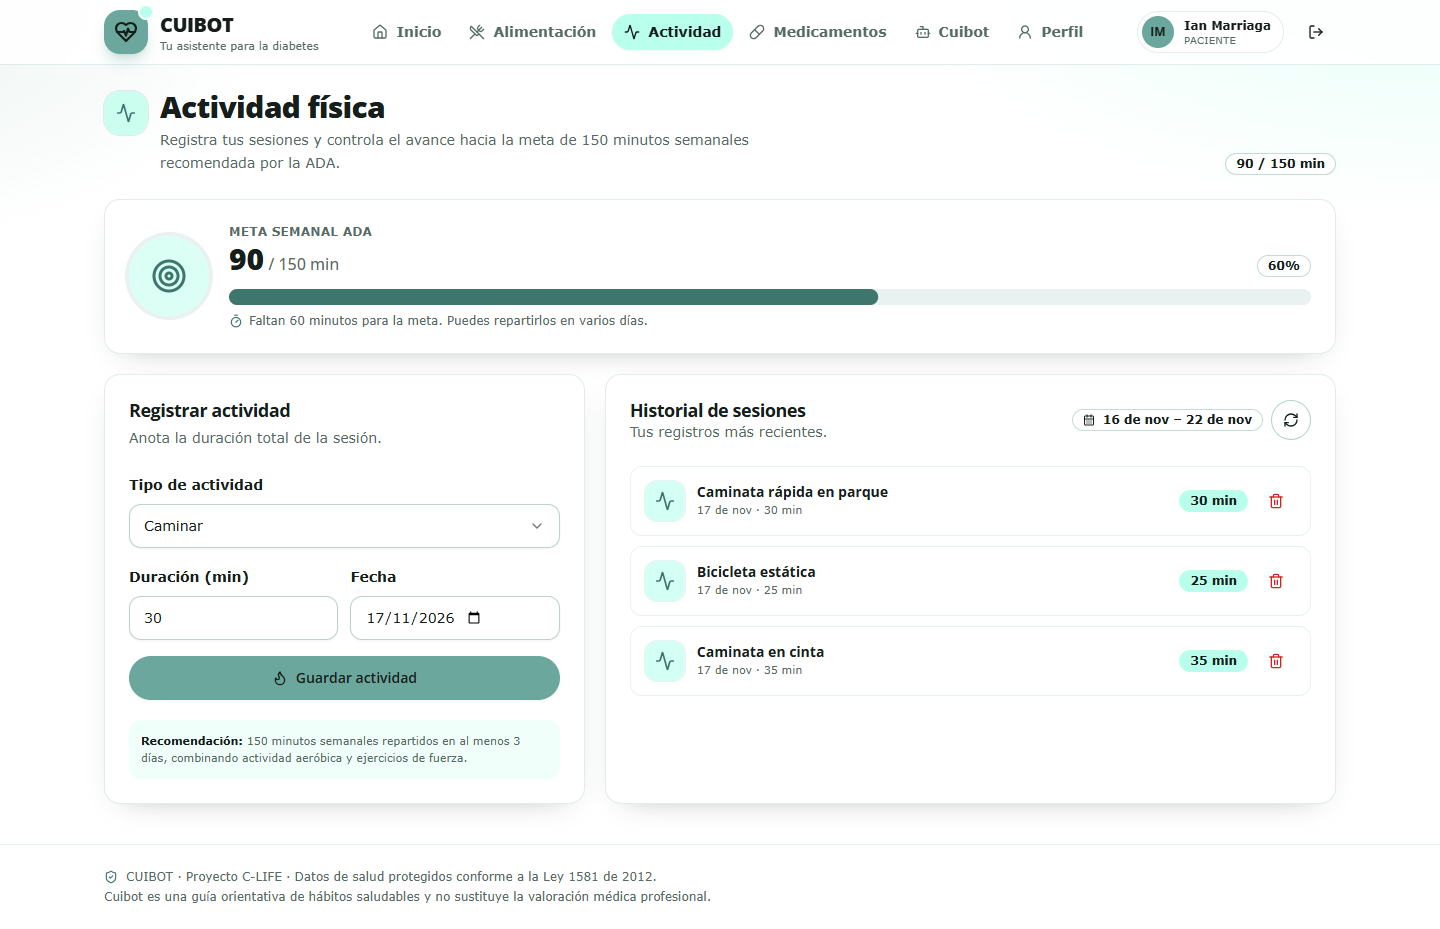 CUIBOT
Tu asistente para la diabetes
Inicio
Alimentación
Actividad
Medicamentos
Cuibot
Perfil
IM
Ian Marriaga
PACIENTE
Actividad física
Registra tus sesiones y controla el avance hacia la meta de 150 minutos semanales
recomendada por la ADA.
90 / 150 min
META SEMANAL ADA
90 / 150 min
60%
Faltan 60 minutos para la meta. Puedes repartirlos en varios días.
Registrar actividad
Anota la duración total de la sesión.
Tipo de actividad
Caminar
Duración (min)
Fecha
30
17/11/2026
Guardar actividad
Recomendación: 150 minutos semanales repartidos en al menos 3
días, combinando actividad aeróbica y ejercicios de fuerza.
Historial de sesiones
Tus registros más recientes.
16 de nov – 22 de nov
Caminata rápida en parque
17 de nov · 30 min
30 min
Bicicleta estática
17 de nov · 25 min
25 min
Caminata en cinta
17 de nov · 35 min
35 min
CUIBOT · Proyecto C-LIFE · Datos de salud protegidos conforme a la Ley 1581 de 2012.
Cuibot es una guía orientativa de hábitos saludables y no sustituye la valoración médica profesional.